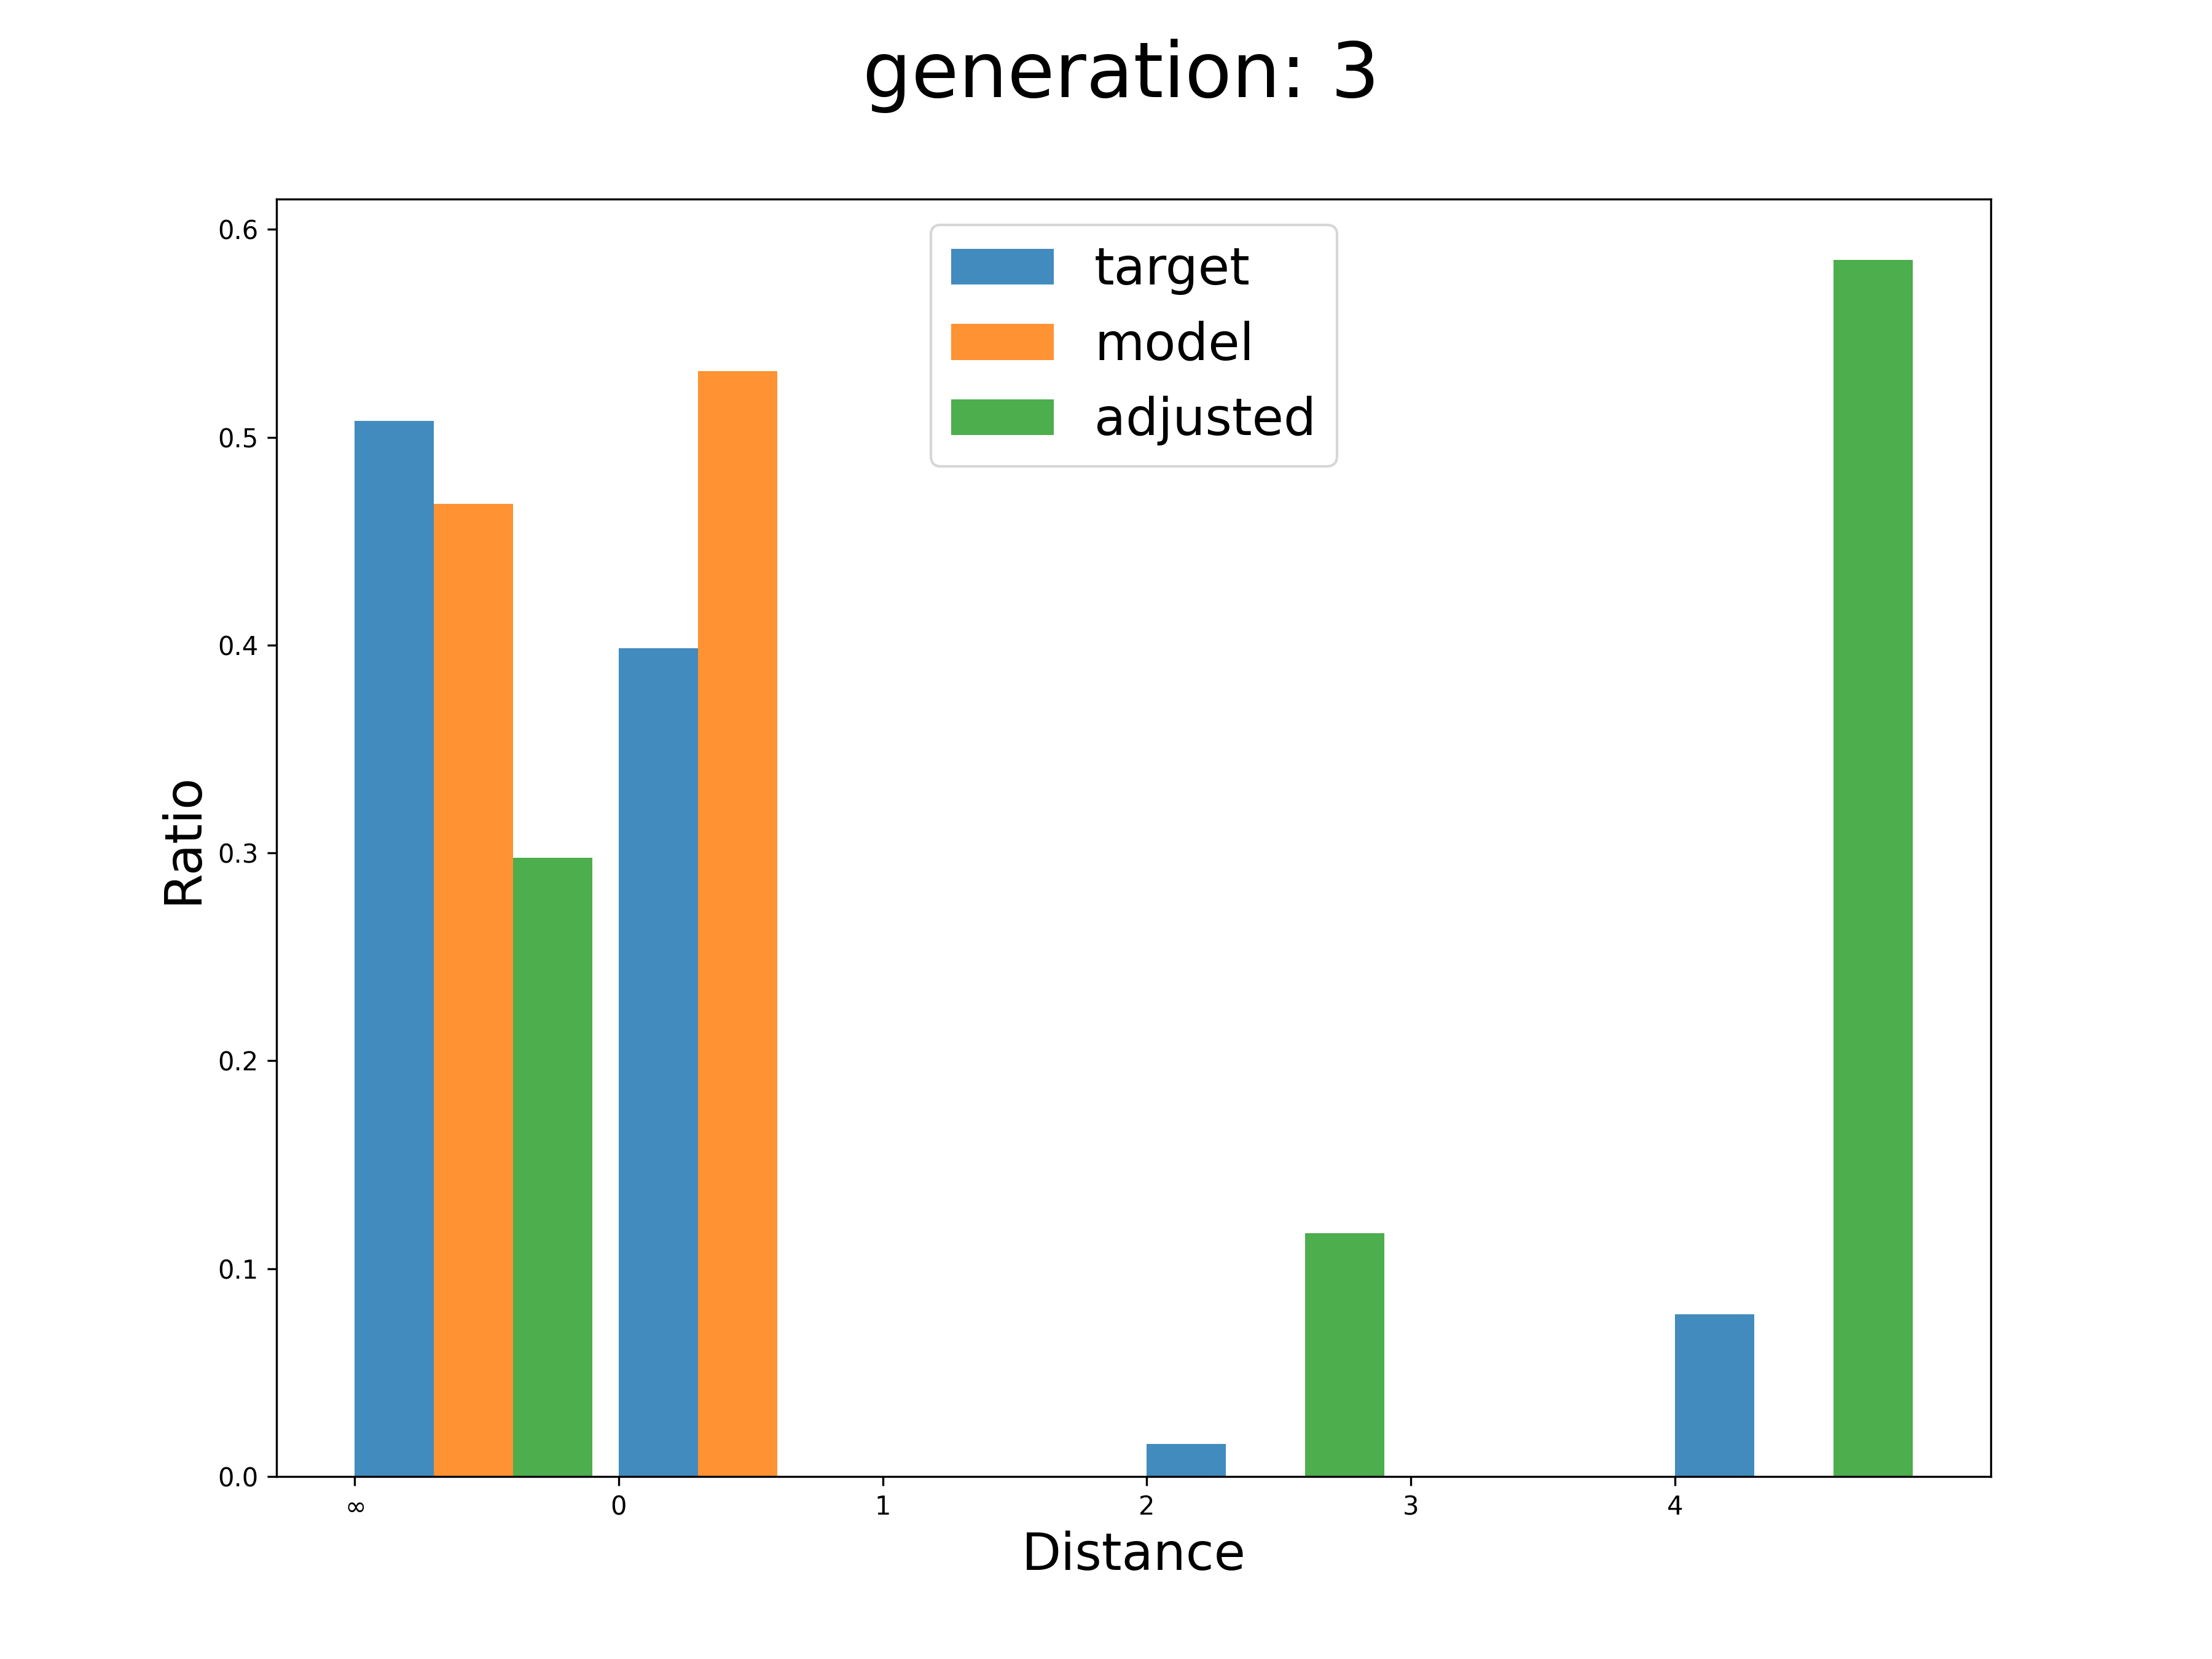 generation: 3
target
model
adjusted
Ratio
0.6
0.5
0.4
0.3
0.2
0.1
0.0
∞ 0 1 2 3 4
Distance